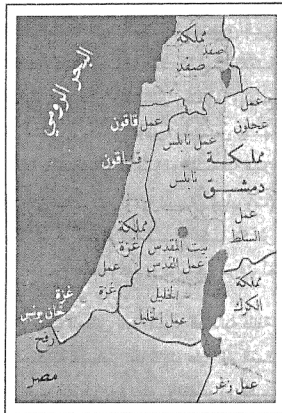 البحر الرومي
مملكة
صفد
صفد
عمل
عجلون
عمل قاقون
قاقون
عمل نابلس
نابلس
مملكة
دمشق
عمل
السلط
مملكة
غزة
عمل
غزة
بيت المقدس
عمل القدس
الخليل
عمل الخليل
مملكة
الكرك
غزة
خان يونس
رفح
مصر
عمل زغر